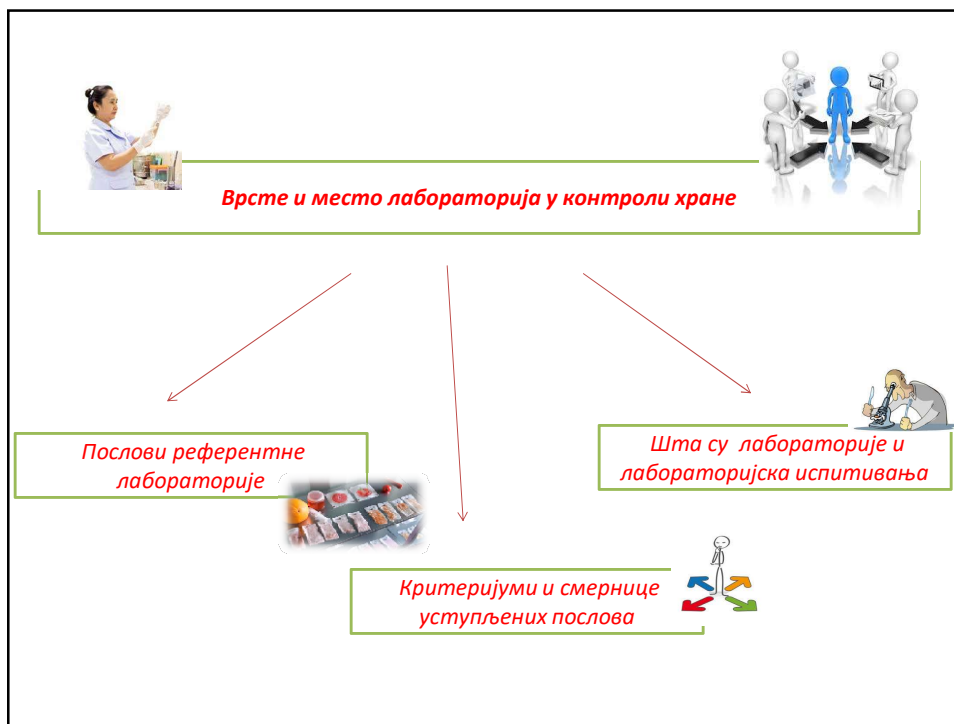 Врсте и место лабораторија у контроли хране
Послови референтне
лабораторије
Шта су лабораторије и
лабораторијска испитивања
Критеријуми и смернице
уступљених послова